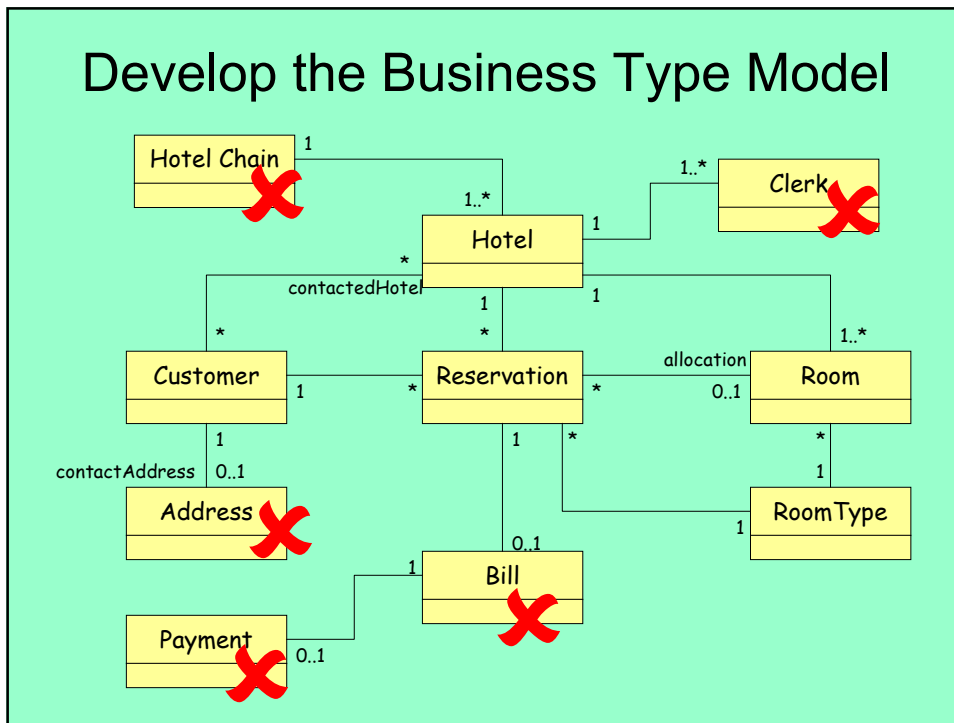 Develop the Business Type Model
Hotel Chain
1
1..*
Clerk
1..*
Hotel
1
*
contactedHotel
1
1
*
*
1..*
allocation
Customer
1
*
Reservation
*
0..1
Room
1
1
*
*
contactAddress
0..1
1
Address
RoomType
1
0..1
1
Bill
Payment
0..1